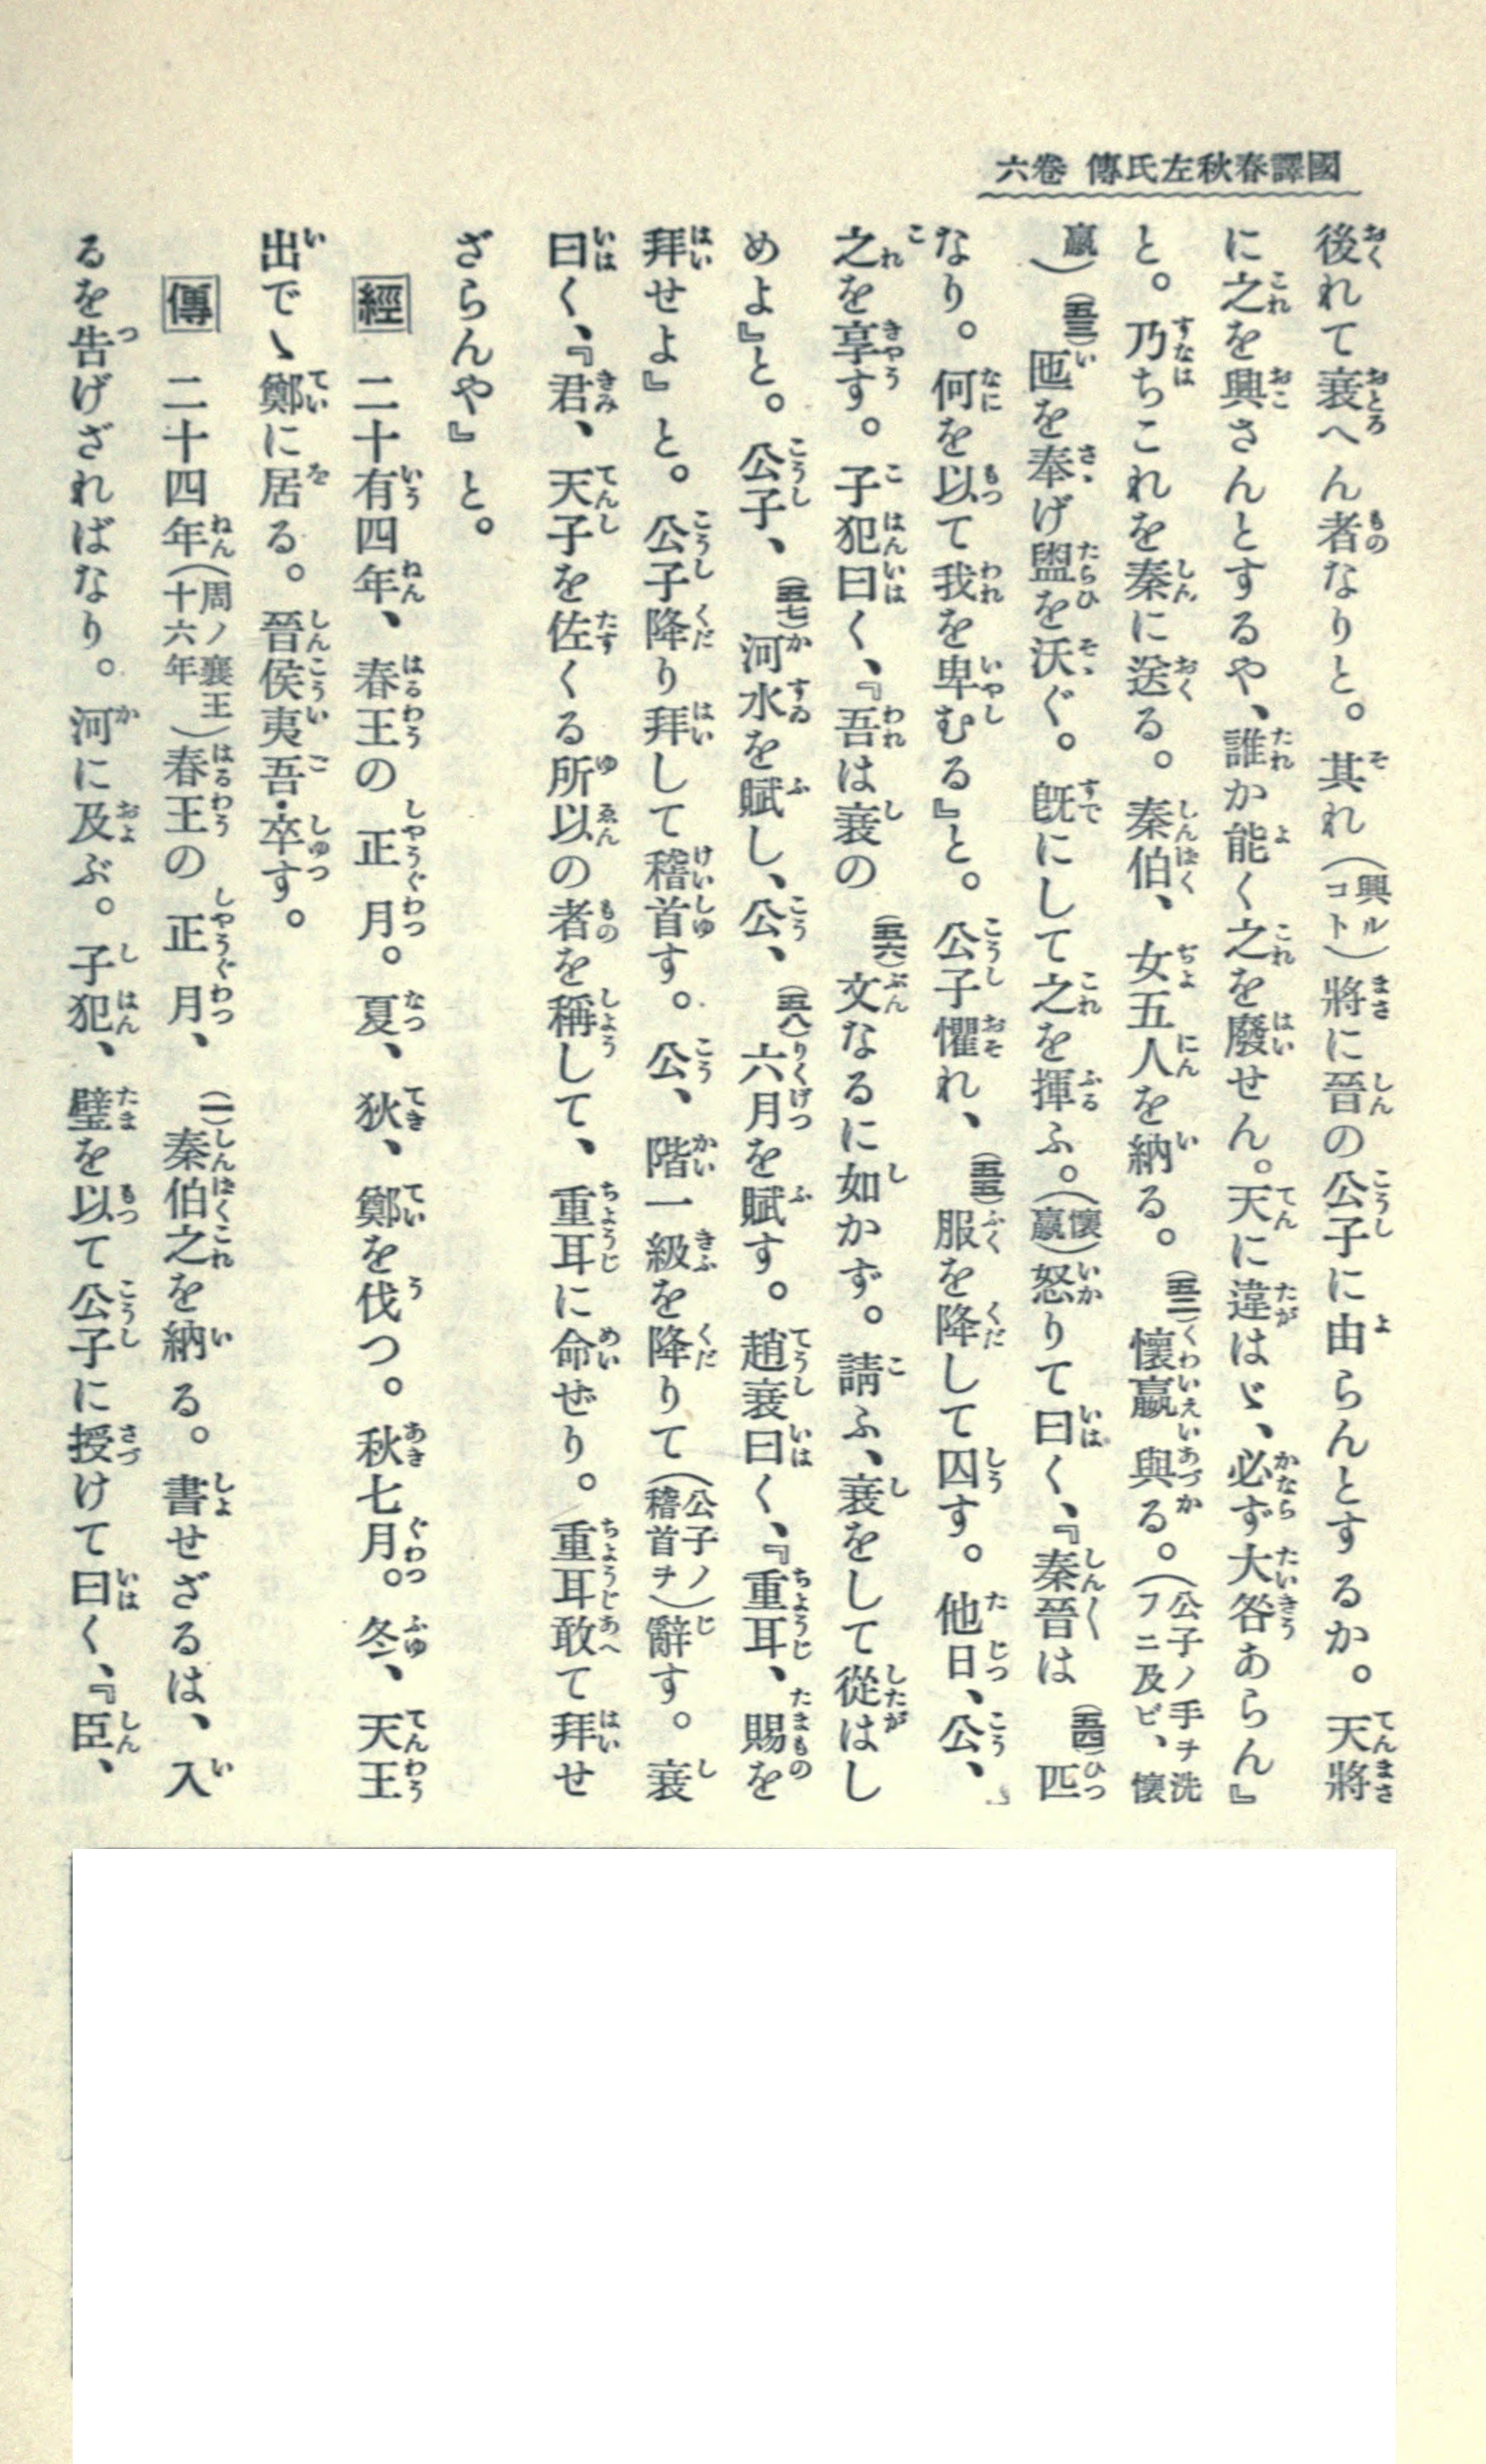 國譯春秋左氏傳 卷六
後れて衰へん者なりと。其れ(興ルコト)將に晉の公子に由らんとするか。天將
に之を興さんとするや、誰か能く之を廢せん。天に違はゞ、必ず大咎あらん』
と。乃ちこれを秦に送る。秦伯、女五人を納る。(五二)懷嬴與る。(公子ノ手ヲ洗フニ及ビ、懷
嬴)(五三)匜を奉げ盥を沃ぐ。既にして之を揮ふ。(懷嬴)怒りて曰く、『秦晉は(五四)匹
なり。何を以て我を卑むる』と。公子懼れ、(五五)服を降して囚す。他日、公、
之を享す。子犯曰く、『吾は衰の(五六)文なるに如かず。請ふ、衰をして從はし
めよ』と。公子、(五七)河水を賦し、公、(五八)六月を賦す。趙衰曰く、『重耳、賜を
拜せよ』と。公子降り拜して稽首す。公、階一級を降りて(公子ノ稽首ヲ)辭す。衰
曰く、『君、天子を佐くる所以の者を稱して、重耳に命ぜり。重耳敢て拜せ
ざらんや』と。
經 二十有四年、春王の正月。夏、狄、鄭を伐つ。秋七月。冬、天王
出でゝ鄭に居る。晉侯夷吾・卒す。
傳 二十四年(周ノ襄王十六年)春王の正月、(一)秦伯之を納る。書せざるは、入
るを告げざればなり。河に及ぶ。子犯、璧を以て公子に授けて曰く、『臣、